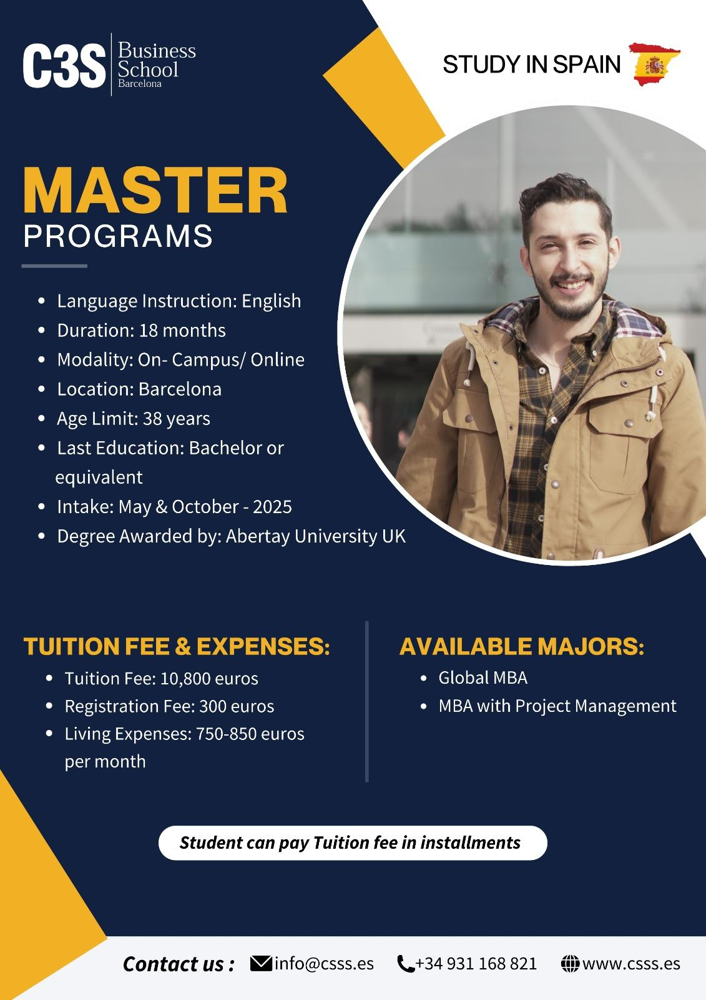 C3S
Business
School
Barcelona
STUDY IN SPAIN
MASTER
PROGRAMS
• Language Instruction: English
• Duration: 18 months
• Modality: On- Campus/ Online
• Location: Barcelona
• Age Limit: 38 years
• Last Education: Bachelor or
equivalent
• Intake: May & October - 2025
• Degree Awarded by: Abertay University UK
TUITION FEE & EXPENSES:
• Tuition Fee: 10,800 euros
• Registration Fee: 300 euros
• Living Expenses: 750-850 euros
per month
AVAILABLE MAJORS:
• Global MBA
• MBA with Project Management
Student can pay Tuition fee in installments
Contact us : info@csss.es +34 931 168 821 www.csss.es